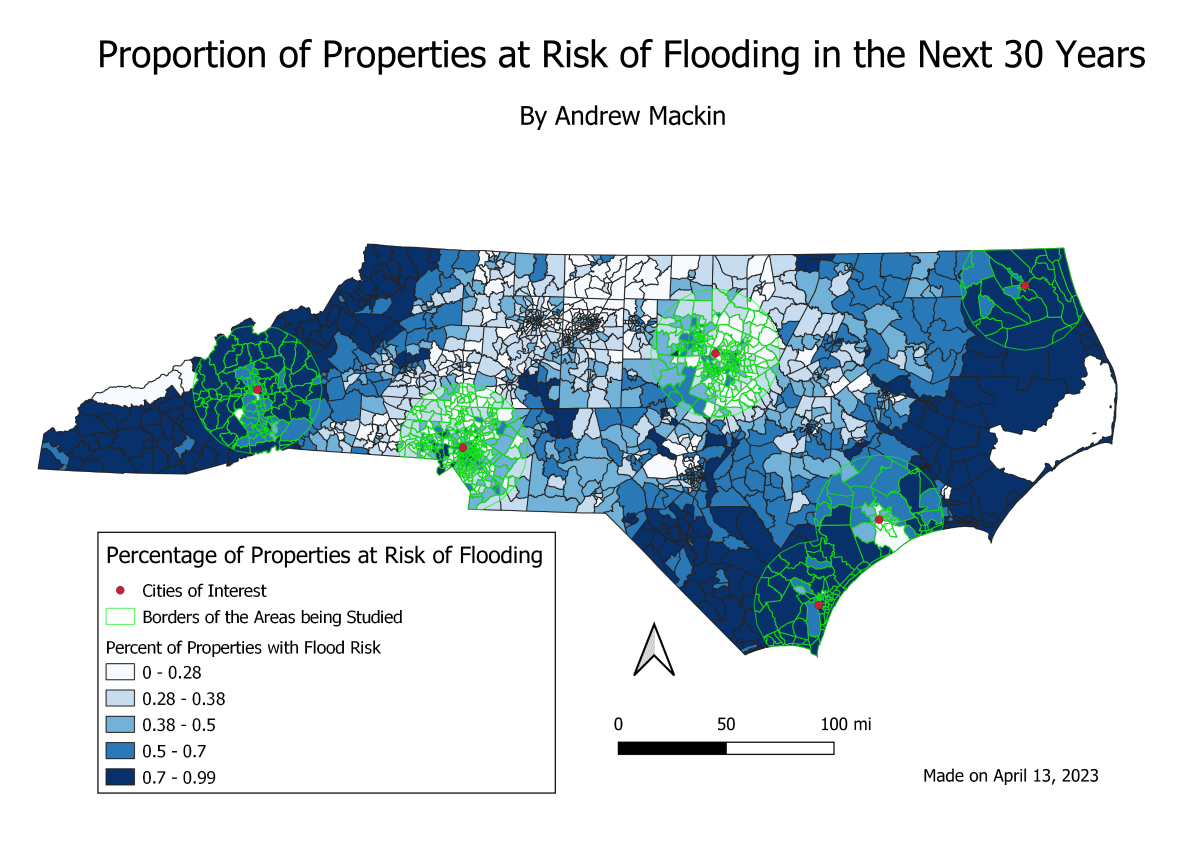 Proportion of Properties at Risk of Flooding in the Next 30 Years
By Andrew Mackin
Percentage of Properties at Risk of Flooding
Cities of Interest
Borders of the Areas being Studied
Percent of Properties with Flood Risk
0 - 0.28
0.28 - 0.38
0.38 - 0.5
0.5 - 0.7
0.7 - 0.99
0 50 100 mi
Made on April 13, 2023